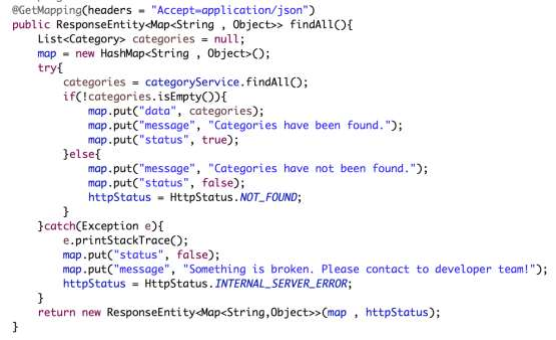 @GetMapping(headers = "Accept=application/json")
public ResponseEntity<Map<String , Object>> findAll(){
List<Category> categories = null;
map = new HashMap<String , Object>();
try{
categories = categoryService.findAll();
if(!categories.isEmpty()){
map.put("data", categories);
map.put("message", "Categories have been found.");
map.put("status", true);
}else{
map.put("message", "Categories have not been found.");
map.put("status", false);
httpStatus = HttpStatus.NOT_FOUND;
}
}catch(Exception e){
e.printStackTrace();
map.put("status", false);
map.put("message", "Something is broken. Please contact to developer team!");
httpStatus = HttpStatus.INTERNAL_SERVER_ERROR;
}
return new ResponseEntity<Map<String,Object>>(map , httpStatus);
}